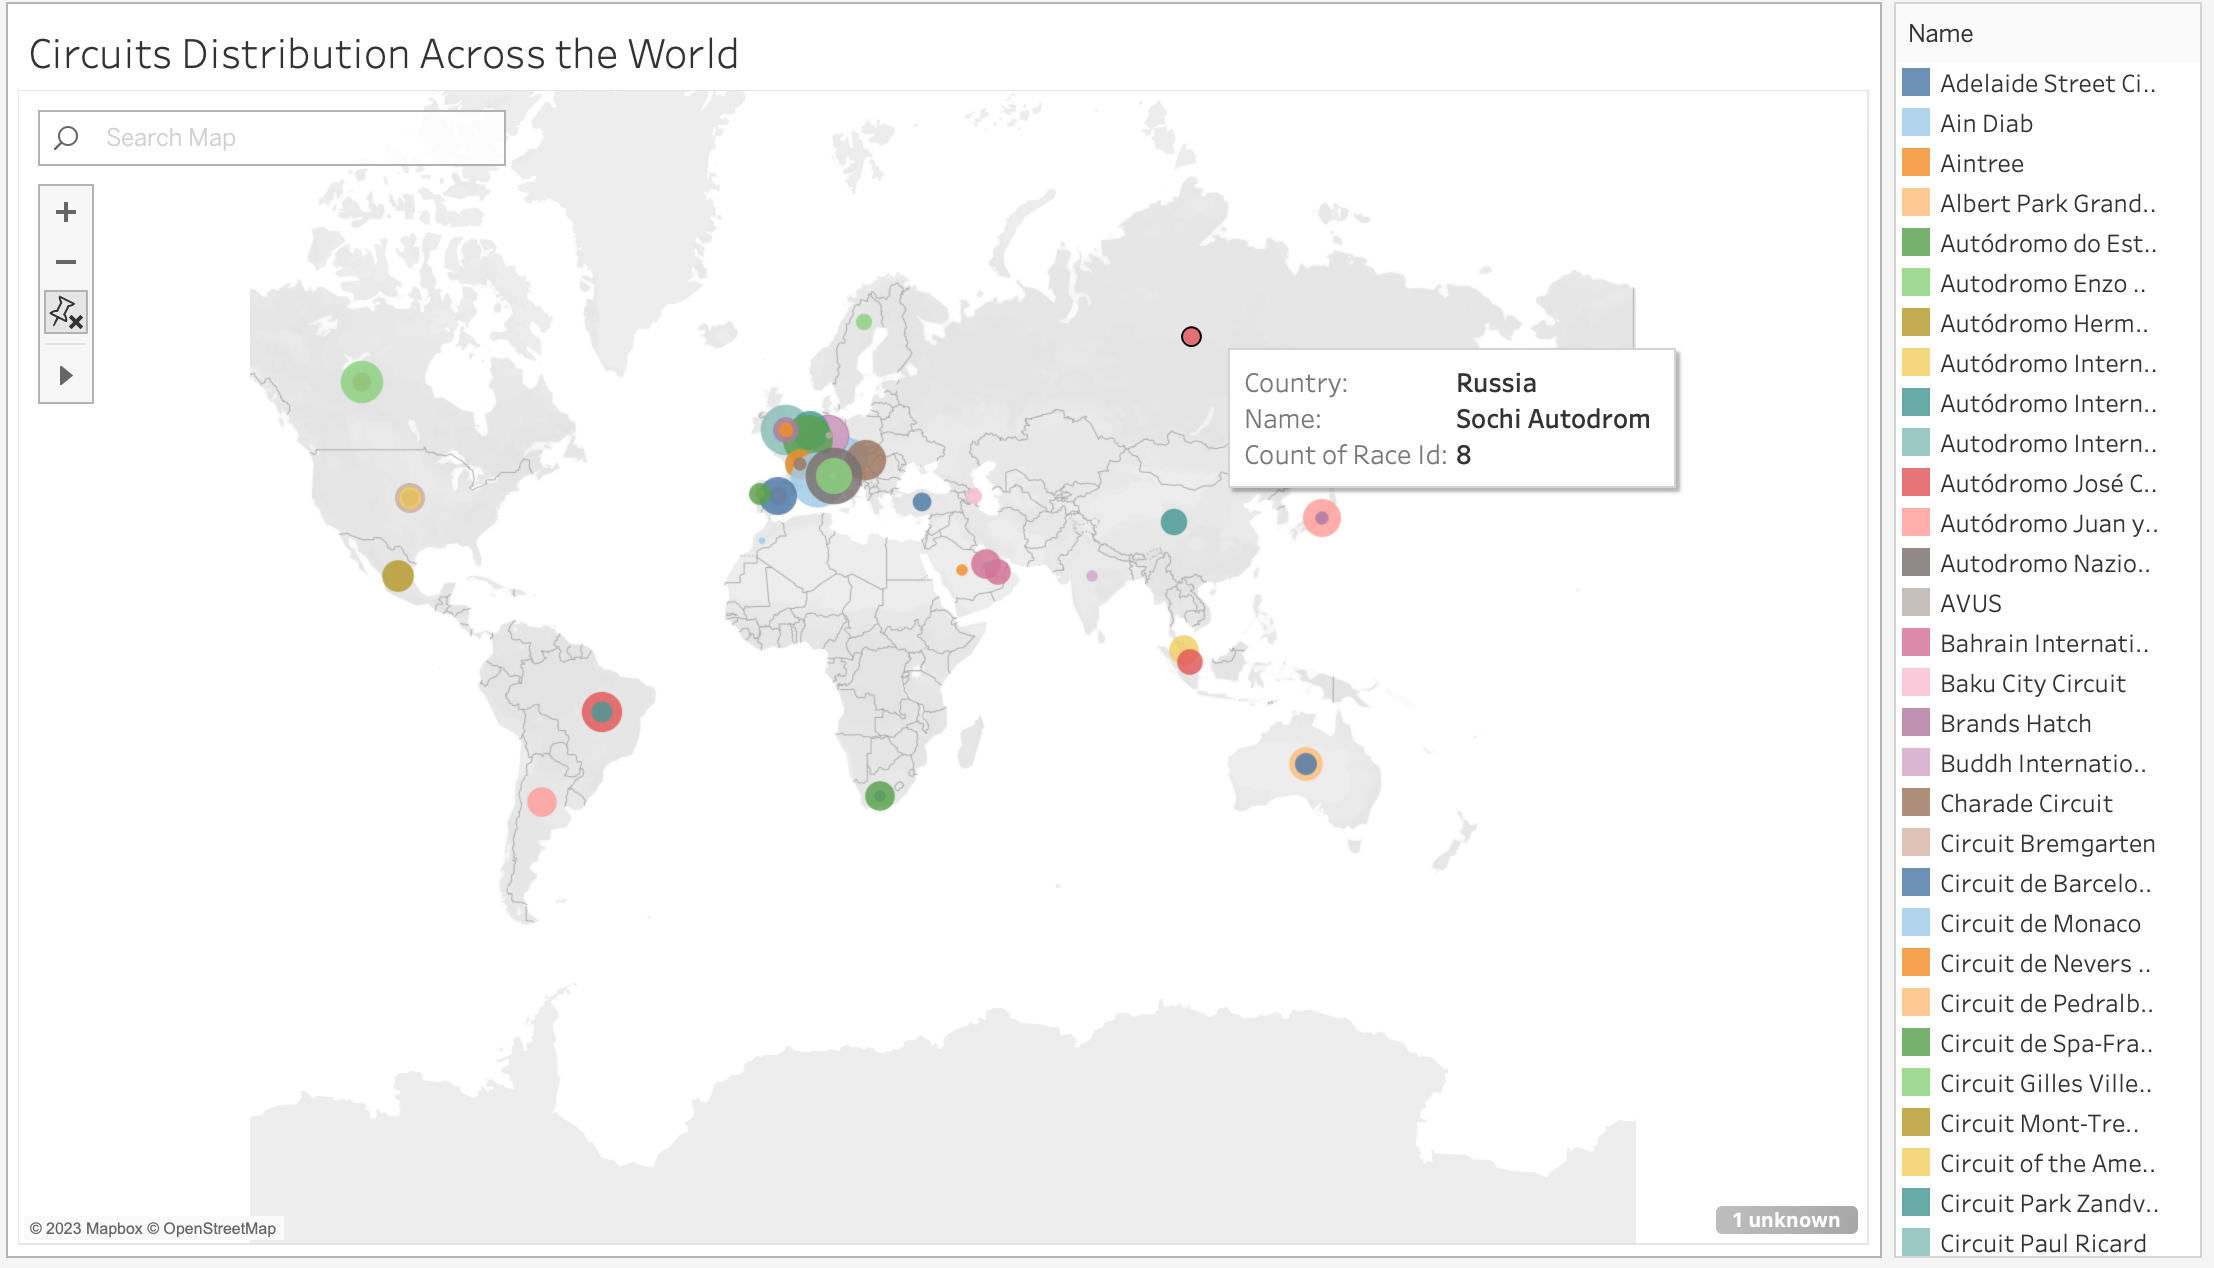 Circuits Distribution Across the World
Search Map
Country: Russia
Name: Sochi Autodrom
Count of Race Id: 8
© 2023 Mapbox © OpenStreetMap
1 unknown
Name
Adelaide Street Ci..
Ain Diab
Aintree
Albert Park Grand..
Autódromo do Est..
Autodromo Enzo ..
Autódromo Herm..
Autódromo Intern..
Autódromo Intern..
Autodromo Intern..
Autódromo José C..
Autódromo Juan y..
Autodromo Nazio..
AVUS
Bahrain Internati..
Baku City Circuit
Brands Hatch
Buddh Internatio..
Charade Circuit
Circuit Bremgarten
Circuit de Barcelo..
Circuit de Monaco
Circuit de Nevers ..
Circuit de Pedralb..
Circuit de Spa-Fra..
Circuit Gilles Ville..
Circuit Mont-Tre..
Circuit of the Ame..
Circuit Park Zandv..
Circuit Paul Ricard